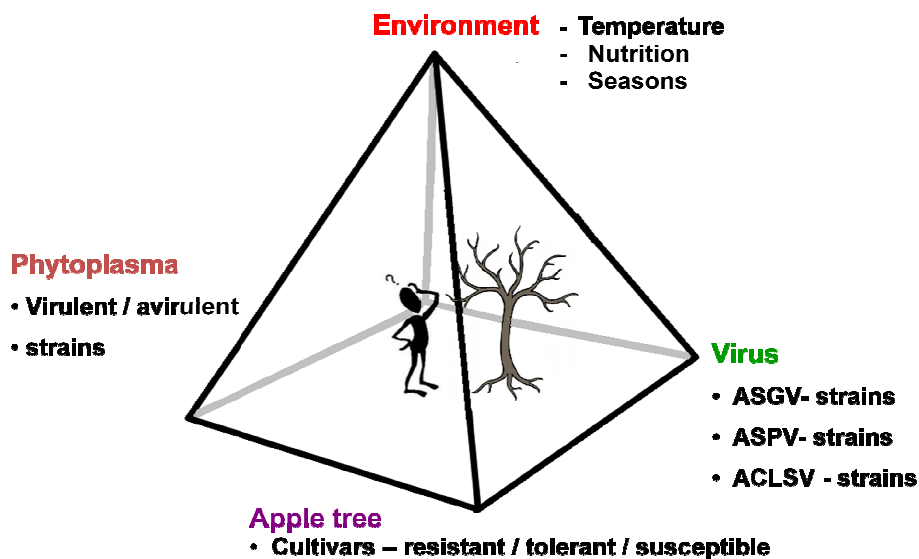 Environment - Temperature
- Nutrition
- Seasons
Phytoplasma
• Virulent / avirulent
• strains
? ?
Virus
• ASGV- strains
• ASPV- strains
• ACLSV - strains
Apple tree
• Cultivars – resistant / tolerant / susceptible